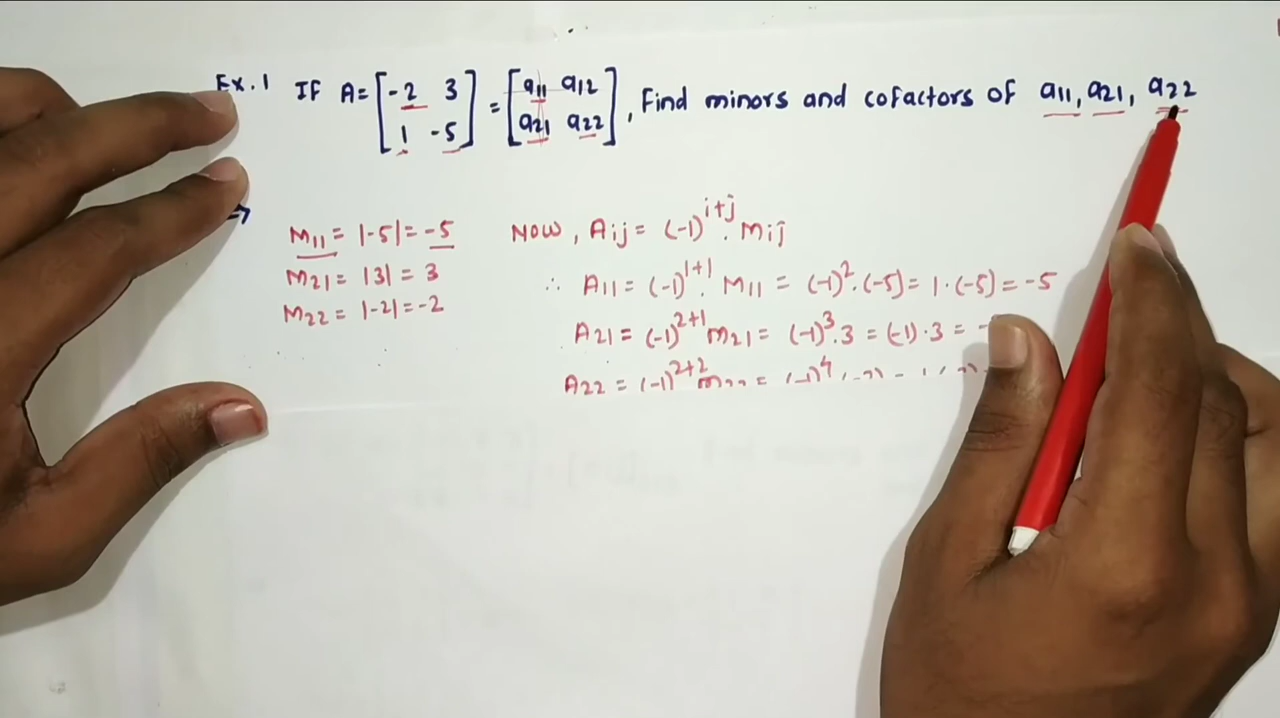 Ex.1 If A= [-2 3 1 -5] = [a11 a12 a21 a22], Find minors and cofactors of a11, a21, a22
M11 = |-5| = -5
M21 = |3| = 3
M22 = |-2| = -2
Now, Aij = (-1)^i+j . Mij
∴ A11 = (-1)^1+1 . M11 = (-1)^2 . (-5) = 1 . (-5) = -5
A21 = (-1)^2+1 M21 = (-1)^3 . 3 = (-1) . 3 = -
A22 = (-1)^2+2